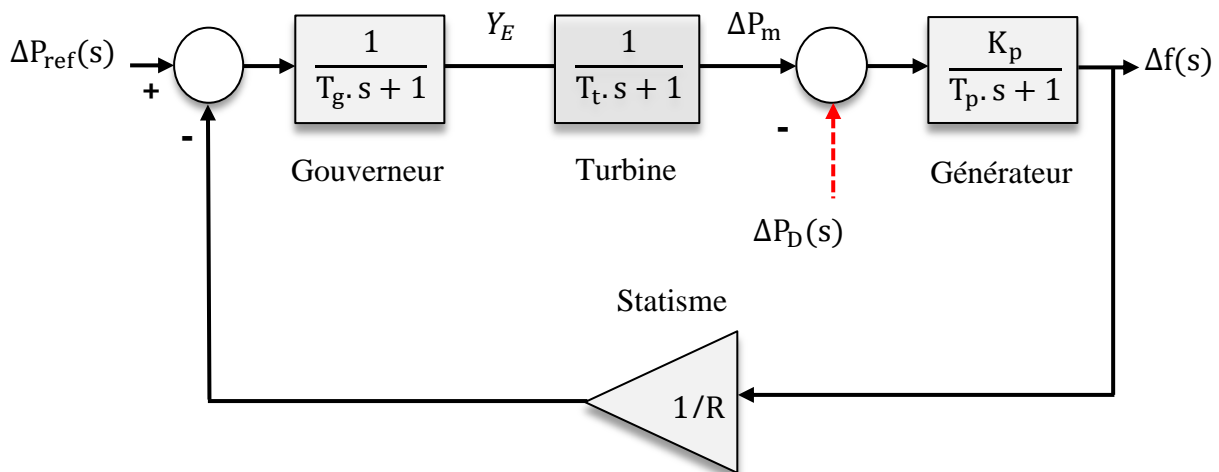 ΔP_ref(s)
+
-
1
T_g. s + 1
Gouverneur
Y_E
1
T_t. s + 1
Turbine
ΔP_m
-
ΔP_D(s)
K_p
T_p. s + 1
Générateur
Δf(s)
Statisme
1/R